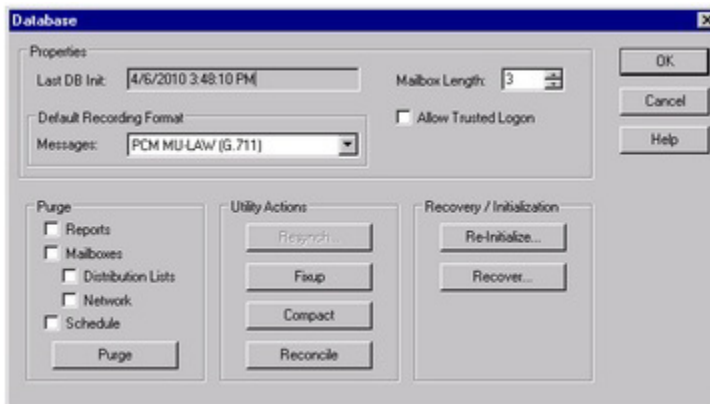 Database
Properties
Last DB Init: 4/6/2010 3:48:10 PM
Mailbox Length: 3
Default Recording Format
Messages: PCM MU-LAW (G.711)
Allow Trusted Logon
OK
Cancel
Help
Purge
Reports
Mailboxes
Distribution Lists
Network
Schedule
Purge
Utility Actions
Resynch...
Fixup
Compact
Reconcile
Recovery / Initialization
Re-Initialize...
Recover...